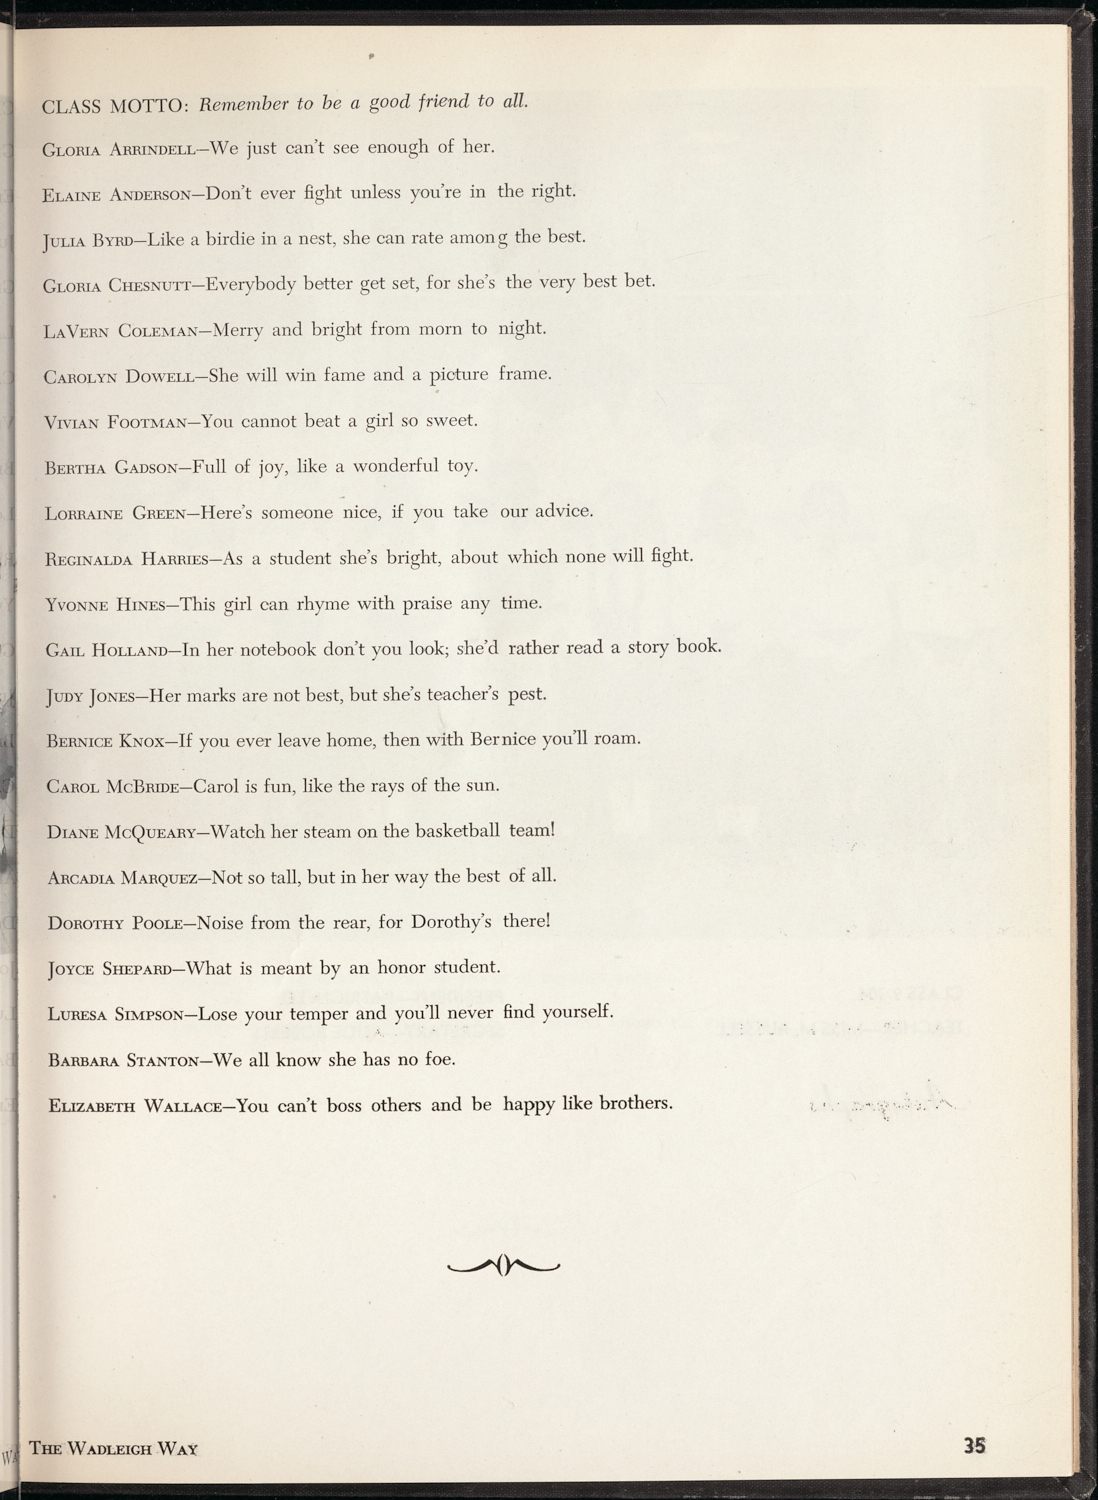 CLASS MOTTO: Remember to be a good friend to all.
Gloria Arrindell—We just can't see enough of her.
Elaine Anderson—Don't ever fight unless you're in the right.
Julia Byrd—Like a birdie in a nest, she can rate among the best.
Gloria Chesnutt—Everybody better get set, for she's the very best bet.
LaVern Coleman—Merry and bright from morn to night.
Carolyn Dowell—She will win fame and a picture frame.
Vivian Footman—You cannot beat a girl so sweet.
Bertha Gadson—Full of joy, like a wonderful toy.
Lorraine Green—Here's someone nice, if you take our advice.
Reginalda Harries—As a student she's bright, about which none will fight.
Yvonne Hines—This girl can rhyme with praise any time.
Gail Holland—In her notebook don't you look; she'd rather read a story book.
Judy Jones—Her marks are not best, but she's teacher's pest.
Bernice Knox—If you ever leave home, then with Bernice you'll roam.
Carol McBride—Carol is fun, like the rays of the sun.
Diane McQueary—Watch her steam on the basketball team!
Arcadia Marquez—Not so tall, but in her way the best of all.
Dorothy Poole—Noise from the rear, for Dorothy's there!
Joyce Shepard—What is meant by an honor student.
Luresa Simpson—Lose your temper and you'll never find yourself.
Barbara Stanton—We all know she has no foe.
Elizabeth Wallace—You can't boss others and be happy like brothers.
The Wadleigh Way
35